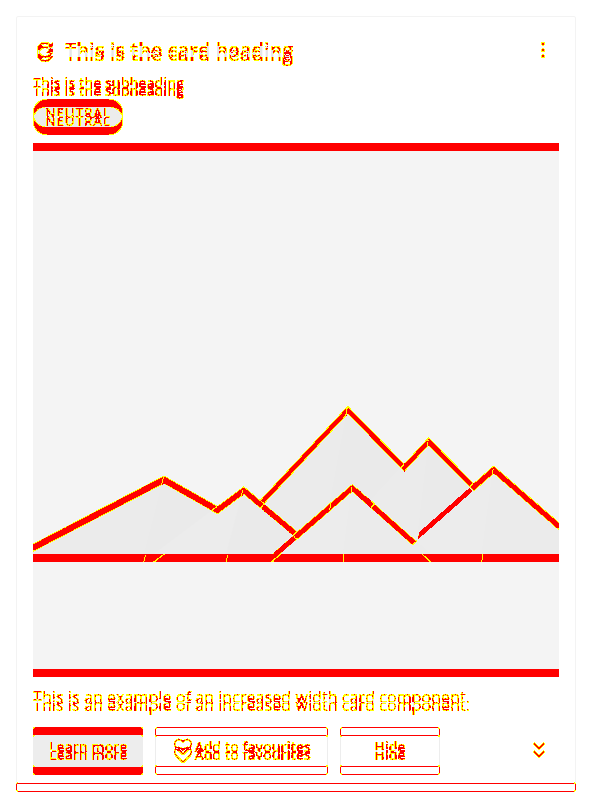 This is the card heading
This is the subheading
NEUTRAL
This is an example of an increased width card component.
Learn more
Add to favourites
Hide